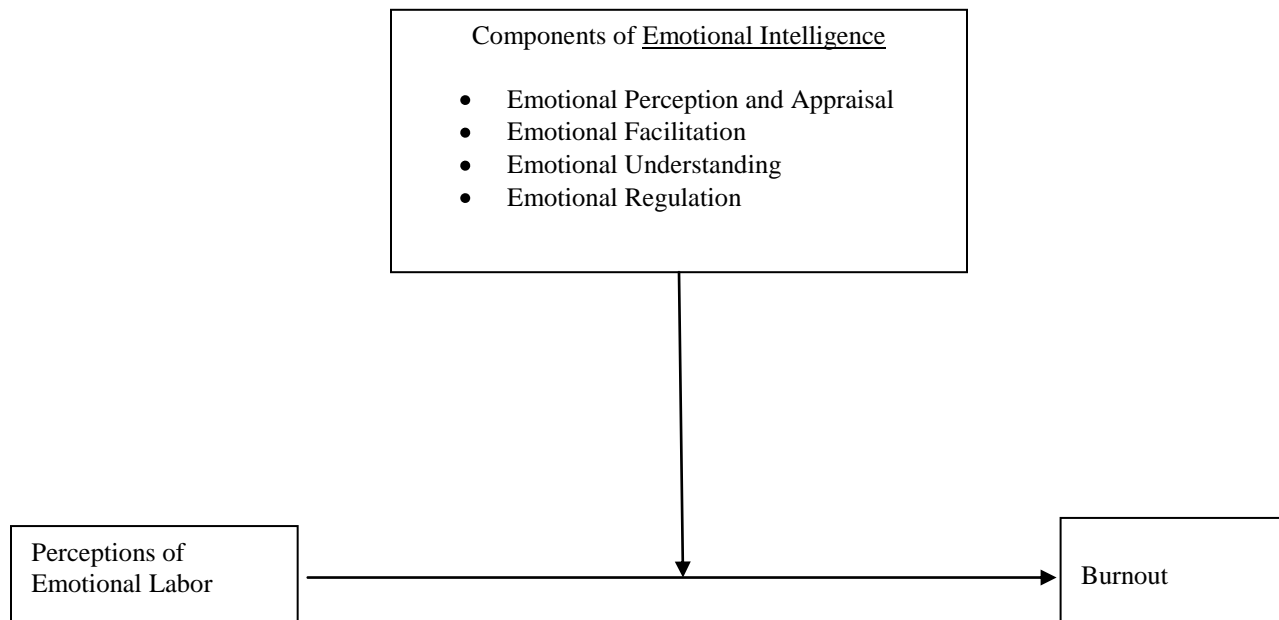 Components of Emotional Intelligence
• Emotional Perception and Appraisal
• Emotional Facilitation
• Emotional Understanding
• Emotional Regulation
Perceptions of
Emotional Labor
Burnout